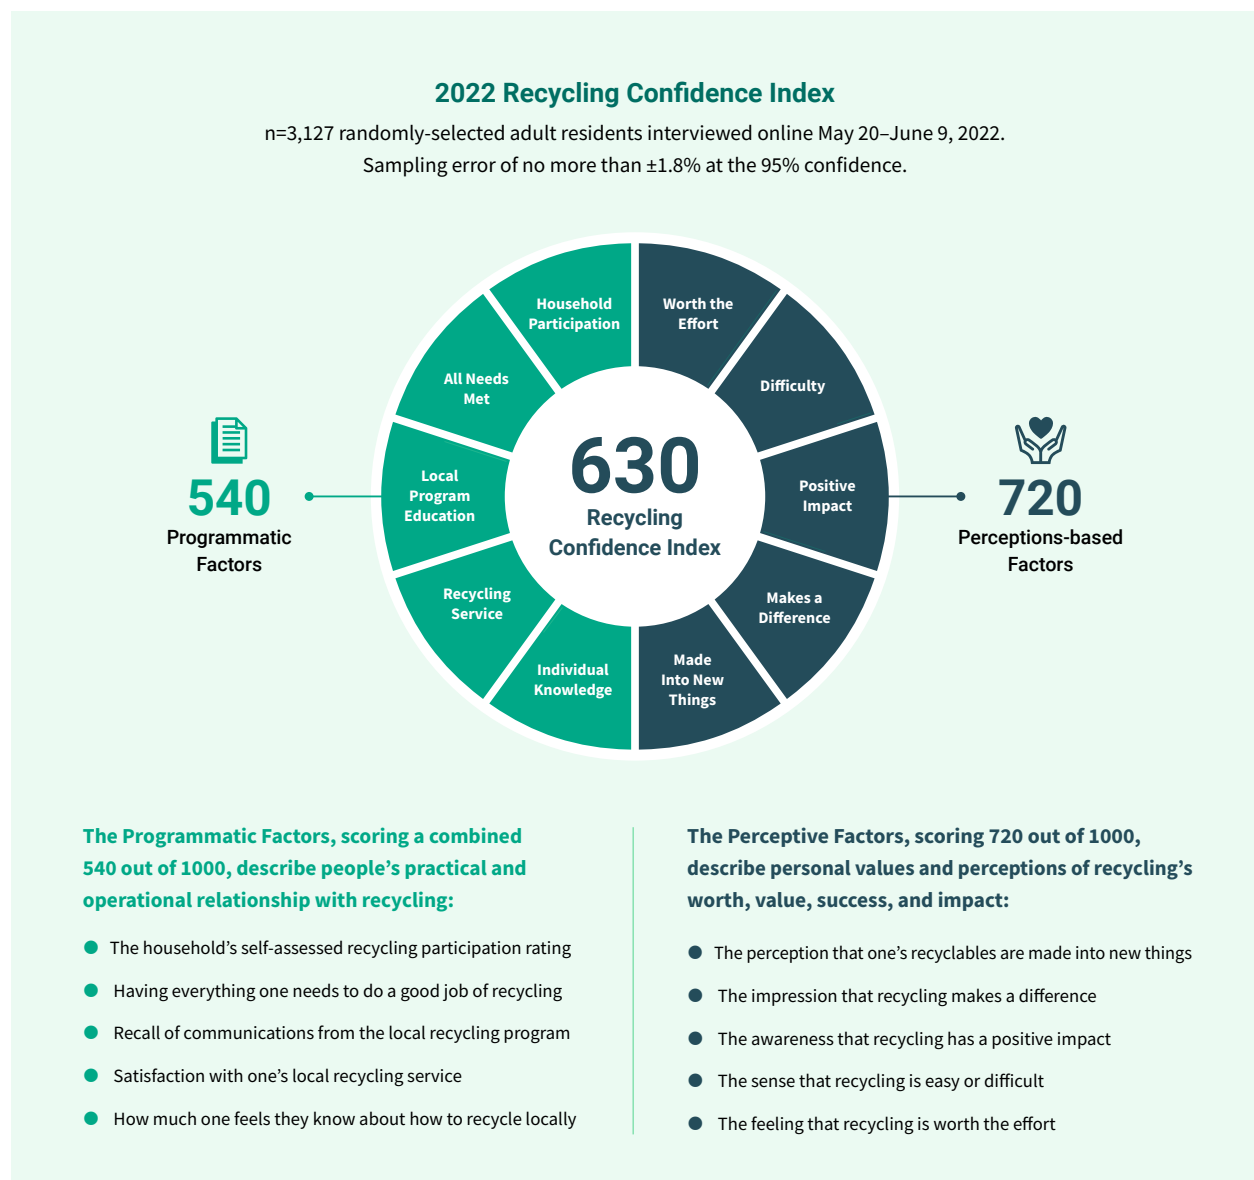 2022 Recycling Confidence Index
n=3,127 randomly-selected adult residents interviewed online May 20–June 9, 2022.
Sampling error of no more than ±1.8% at the 95% confidence.
Household
Participation
Worth the
Effort
All Needs
Met
Difficulty
Local
Program
Education
Positive
Impact
Recycling
Service
Makes a
Difference
Individual
Knowledge
Made
Into New
Things
630
Recycling
Confidence Index
540
Programmatic
Factors
720
Perceptions-based
Factors
The Programmatic Factors, scoring a combined
540 out of 1000, describe people’s practical and
operational relationship with recycling:
● The household’s self-assessed recycling participation rating
● Having everything one needs to do a good job of recycling
● Recall of communications from the local recycling program
● Satisfaction with one’s local recycling service
● How much one feels they know about how to recycle locally
The Perceptive Factors, scoring 720 out of 1000,
describe personal values and perceptions of recycling’s
worth, value, success, and impact:
● The perception that one’s recyclables are made into new things
● The impression that recycling makes a difference
● The awareness that recycling has a positive impact
● The sense that recycling is easy or difficult
● The feeling that recycling is worth the effort